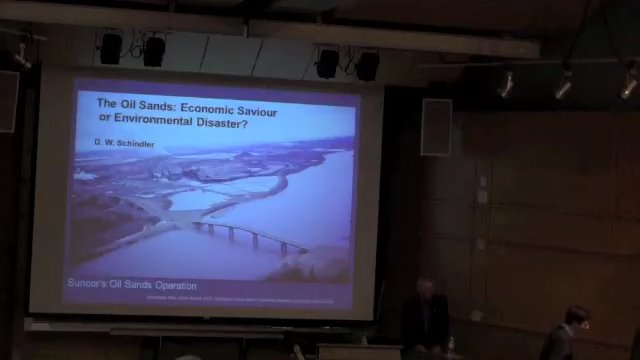 The Oil Sands: Economic Saviour
or Environmental Disaster?
D. W. Schindler
Suncor's Oil Sands Operation